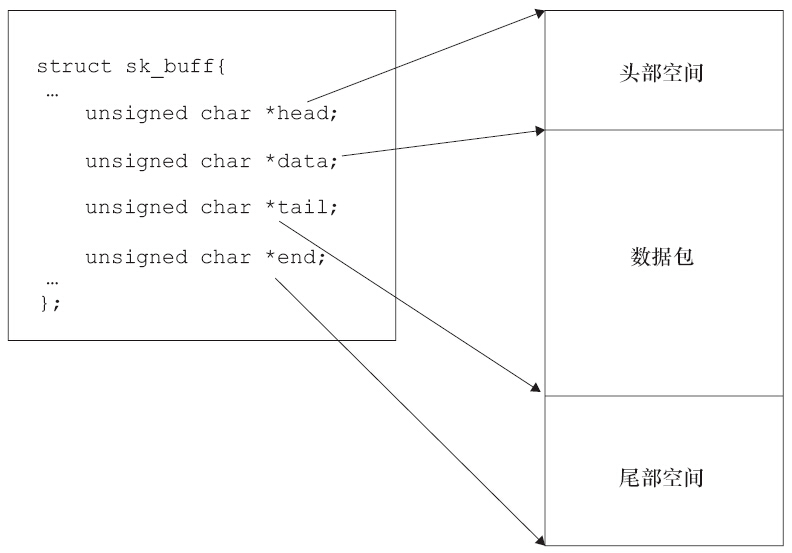 struct sk_buff{
…
unsigned char *head;
unsigned char *data;
unsigned char *tail;
unsigned char *end;
…
};
头部空间
数据包
尾部空间